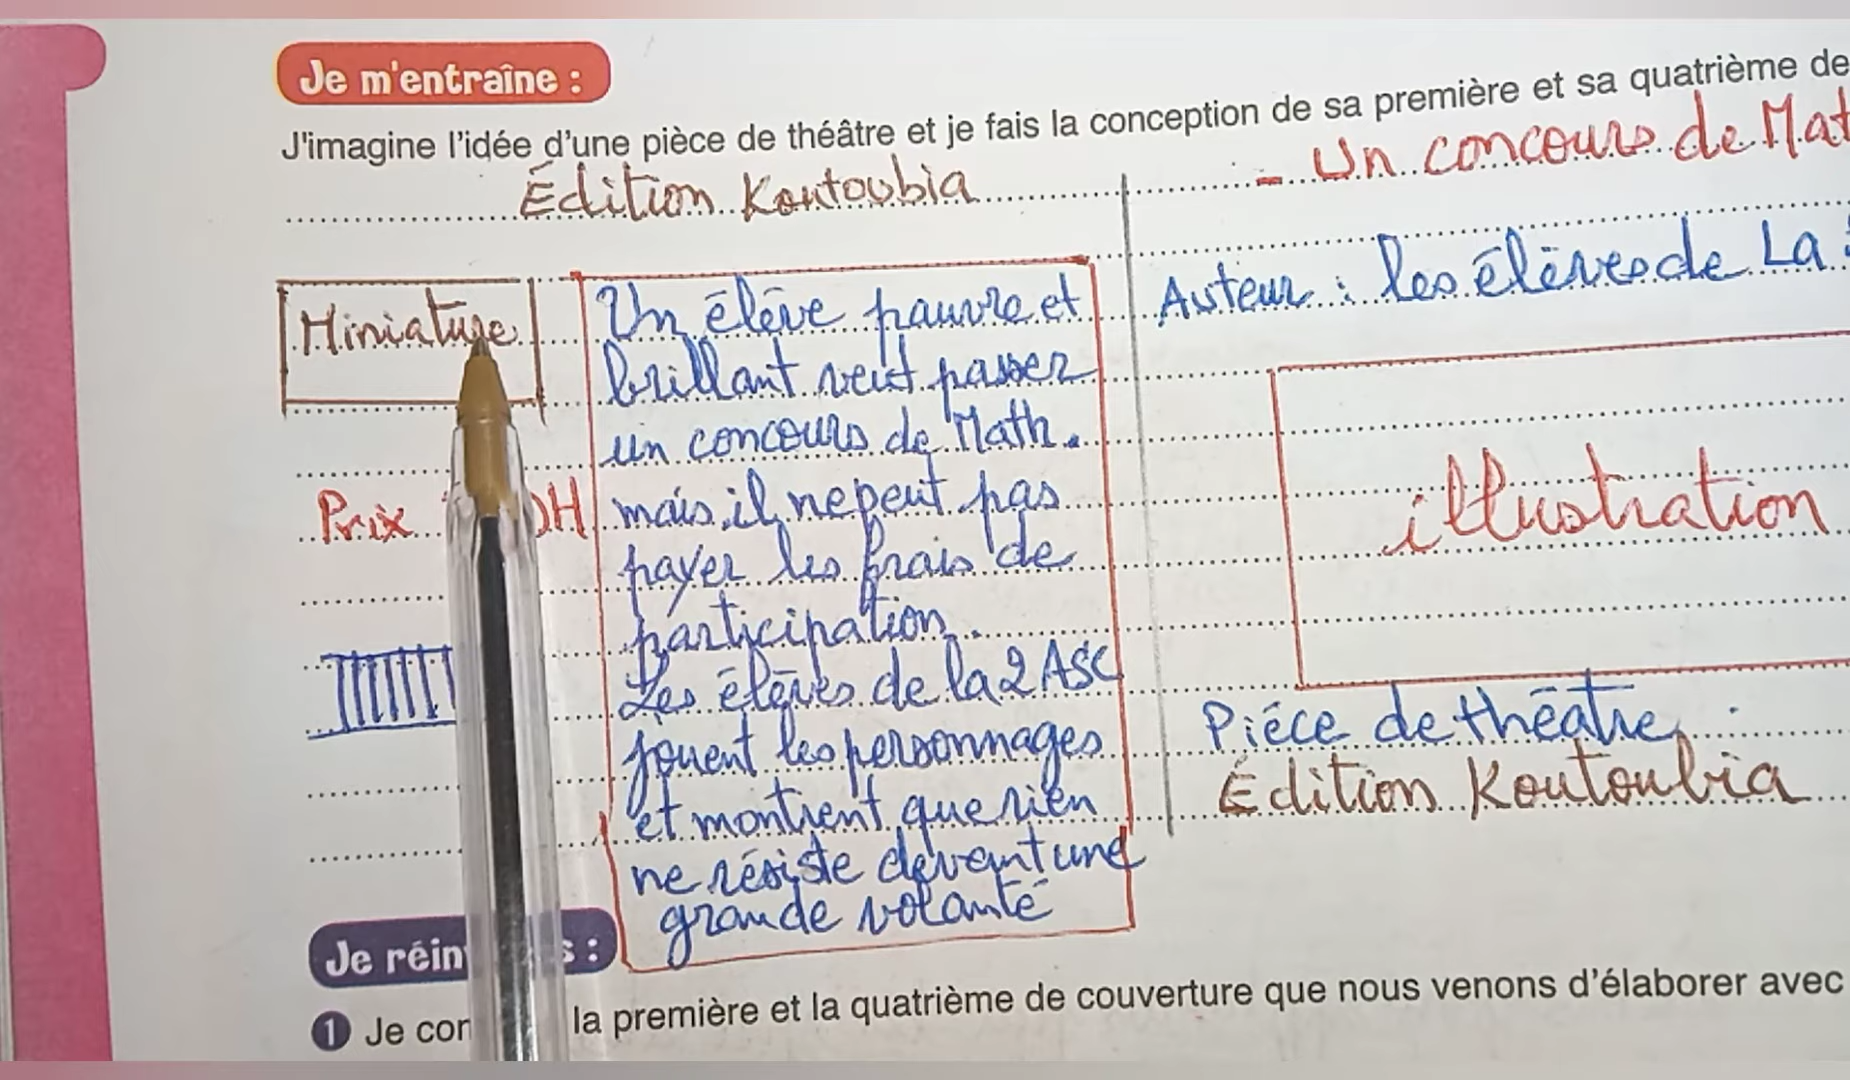 Je m'entraîne :
J'imagine l'idée d'une pièce de théâtre et je fais la conception de sa première et sa quatrième de
Édition Koutoubia
Miniature
Prix DH
Un élève pauvre et
brillant veut passer
un concours de Math.
mais il ne peut pas
payer les frais de
participation.
Les élèves de la 2 ASC
jouent les personnages
et montrent que rien
ne résiste devant une
grande volonté
- Un concours de Mat
Auteur : les élèves de La
illustration
Piéce de théâtre :
Édition Koutoubia
Je réin s :
1 Je con la première et la quatrième de couverture que nous venons d'élaborer avec